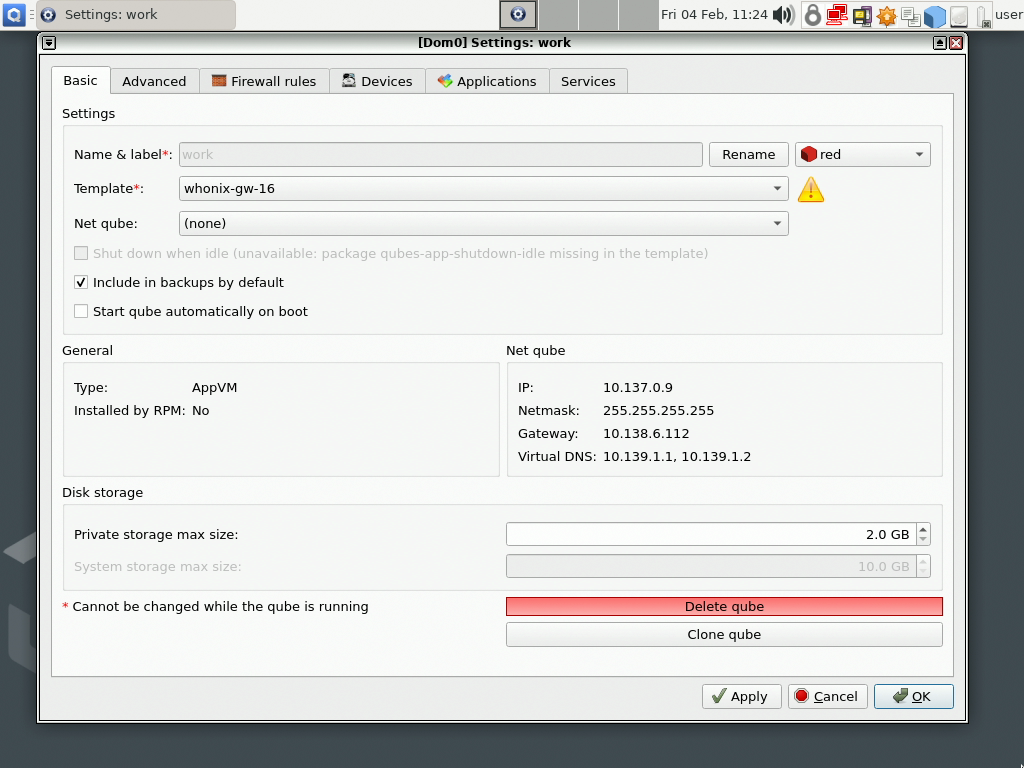 Settings: work
Fri 04 Feb, 11:24
user
[Dom0] Settings: work
Basic
Advanced
Firewall rules
Devices
Applications
Services
Settings
Name & label*:
work
Rename
red
Template*:
whonix-gw-16
Net qube:
(none)
Shut down when idle (unavailable: package qubes-app-shutdown-idle missing in the template)
Include in backups by default
Start qube automatically on boot
General
Type: AppVM
Installed by RPM: No
Net qube
IP: 10.137.0.9
Netmask: 255.255.255.255
Gateway: 10.138.6.112
Virtual DNS: 10.139.1.1, 10.139.1.2
Disk storage
Private storage max size:
2.0 GB
System storage max size:
10.0 GB
* Cannot be changed while the qube is running
Delete qube
Clone qube
Apply
Cancel
OK